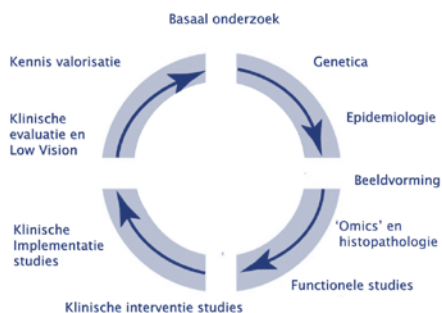 Basaal onderzoek
Genetica
Epidemiologie
Beeldvorming
'Omics' en
histopathologie
Functionele studies
Klinische interventie studies
Klinische
Implementatie
studies
Klinische
evaluatie en
Low Vision
Kennis valorisatie